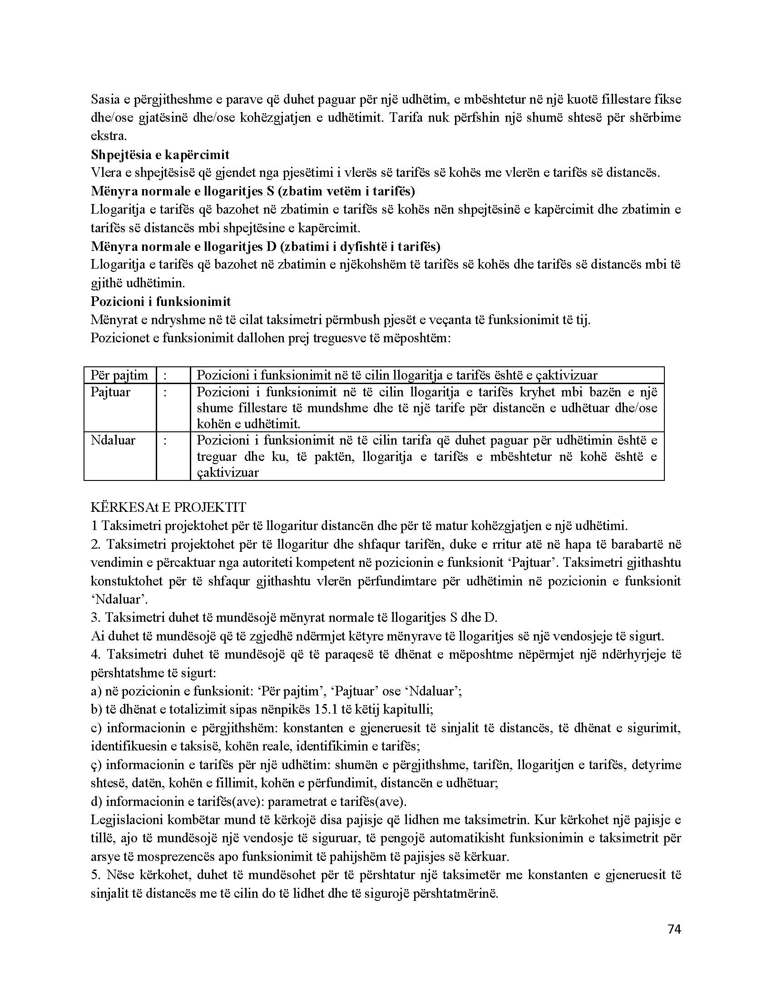 Sasia e përgjitheshme e parave që duhet paguar për një udhëtim, e mbështetur në një kuotë fillestare fikse
dhe/ose gjatësinë dhe/ose kohëzgjatjen e udhëtimit. Tarifa nuk përfshin një shumë shtesë për shërbime
ekstra.
Shpejtësia e kapërcimit
Vlera e shpejtësisë që gjendet nga pjesëtimi i vlerës së tarifës së kohës me vlerën e tarifës së distancës.
Mënyra normale e llogaritjes S (zbatim vetëm i tarifës)
Llogaritja e tarifës që bazohet në zbatimin e tarifës së kohës nën shpejtësinë e kapërcimit dhe zbatimin e
tarifës së distancës mbi shpejtësine e kapërcimit.
Mënyra normale e llogaritjes D (zbatimi i dyfishtë i tarifës)
Llogaritja e tarifës që bazohet në zbatimin e njëkohshëm të tarifës së kohës dhe tarifës së distancës mbi të
gjithë udhëtimin.
Pozicioni i funksionimit
Mënyrat e ndryshme në të cilat taksimetri përmbush pjesët e veçanta të funksionimit të tij.
Pozicionet e funksionimit dallohen prej treguesve të mëposhtëm:
Për pajtim : Pozicioni i funksionimit në të cilin llogaritja e tarifës është e çaktivizuar
Pajtuar : Pozicioni i funksionimit në të cilin llogaritja e tarifës kryhet mbi bazën e një
shume fillestare të mundshme dhe të një tarife për distancën e udhëtuar dhe/ose
kohën e udhëtimit.
Ndaluar : Pozicioni i funksionimit në të cilin tarifa që duhet paguar për udhëtimin është e
treguar dhe ku, të paktën, llogaritja e tarifës e mbështetur në kohë është e
çaktivizuar
KËRKESAt E PROJEKTIT
1 Taksimetri projektohet për të llogaritur distancën dhe për të matur kohëzgjatjen e një udhëtimi.
2. Taksimetri projektohet për të llogaritur dhe shfaqur tarifën, duke e rritur atë në hapa të barabartë në
vendimin e përcaktuar nga autoriteti kompetent në pozicionin e funksionit ‘Pajtuar’. Taksimetri gjithashtu
konstuktohet për të shfaqur gjithashtu vlerën përfundimtare për udhëtimin në pozicionin e funksionit
‘Ndaluar’.
3. Taksimetri duhet të mundësojë mënyrat normale të llogaritjes S dhe D.
Ai duhet të mundësojë që të zgjedhë ndërmjet këtyre mënyrave të llogaritjes së një vendosjeje të sigurt.
4. Taksimetri duhet të mundësojë që të paraqesë të dhënat e mëposhtme nëpërmjet një ndërhyrjeje të
përshtatshme të sigurt:
a) në pozicionin e funksionit: ‘Për pajtim’, ‘Pajtuar’ ose ‘Ndaluar’;
b) të dhënat e totalizimit sipas nënpikës 15.1 të këtij kapitulli;
c) informacionin e përgjithshëm: konstanten e gjeneruesit të sinjalit të distancës, të dhënat e sigurimit,
identifikuesin e taksisë, kohën reale, identifikimin e tarifës;
ç) informacionin e tarifës për një udhëtim: shumën e përgjithshme, tarifën, llogaritjen e tarifës, detyrime
shtesë, datën, kohën e fillimit, kohën e përfundimit, distancën e udhëtuar;
d) informacionin e tarifës(ave): parametrat e tarifës(ave).
Legjislacioni kombëtar mund të kërkojë disa pajisje që lidhen me taksimetrin. Kur kërkohet një pajisje e
tillë, ajo të mundësojë një vendosje të siguruar, të pengojë automatikisht funksionimin e taksimetrit për
arsye të mosprezencës apo funksionimit të pahijshëm të pajisjes së kërkuar.
5. Nëse kërkohet, duhet të mundësohet për të përshtatur një taksimetër me konstanten e gjeneruesit të
sinjalit të distancës me të cilin do të lidhet dhe të sigurojë përshtatmërinë.
74